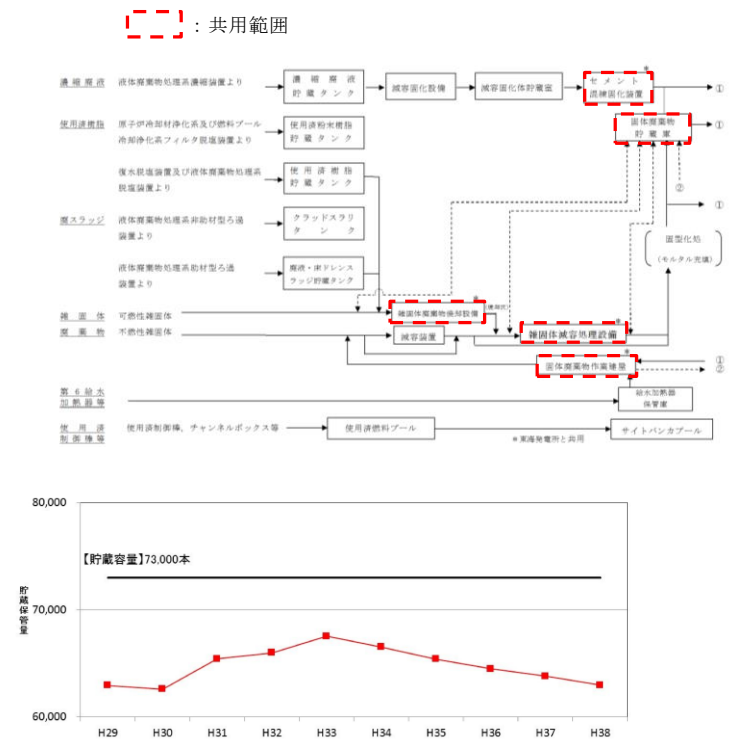 : 共用範囲
濃縮廃液 液体廃棄物処理系濃縮装置より
濃縮廃液
貯蔵タンク
減容固化設備
減容固化体貯蔵室
*
セメント
混練固化装置
①
使用済樹脂 原子炉冷却材浄化系及び燃料プール
冷却浄化系フィルタ脱塩装置より
使用済粉末樹脂
貯蔵タンク
*
固体廃棄物
貯蔵庫
①
復水脱塩装置及び液体廃棄物処理系
脱塩装置より
使用済樹脂
貯蔵タンク
②
①
廃スラッジ 液体廃棄物処理系非助材型ろ過
装置より
クラッドスラリ
タンク
固型化処
(モルタル充填)
液体廃棄物処理系助材型ろ過
装置より
廃液・床ドレンス
ラッジ貯蔵タンク
雑固体 可燃性雑固体
廃棄物 不燃性雑固体
*
雑固体廃棄物焼却設備
減容装置
*
雑固体減容処理設備
*
固体廃棄物作業建屋
①
②
第6給水
加熱器等
給水加熱器
保管庫
使用済
制御棒等
使用済制御棒、チャンネルボックス等
使用済燃料プール
サイトバンカプール
*東海発電所と共用
80,000
【貯蔵容量】73,000本
貯蔵保管量
70,000
60,000
H29 H30 H31 H32 H33 H34 H35 H36 H37 H38